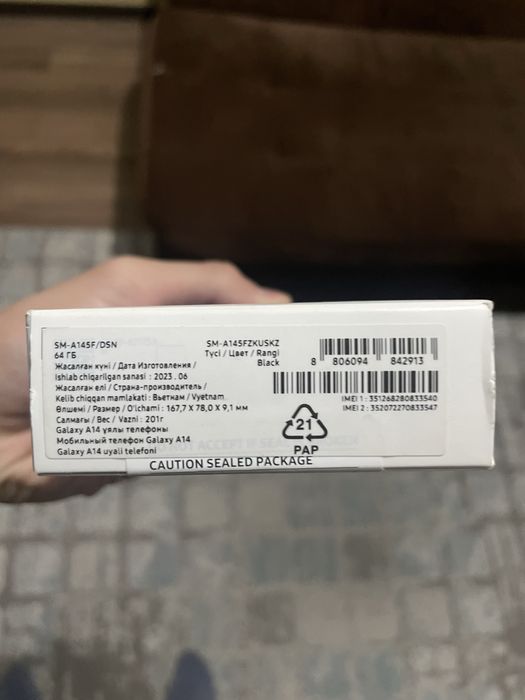 SM-A145F/DSN
64 ГБ
Жасалған күні / Дата Изготовления /
Ishlab chiqarilgan sanasi : 2023 . 06
Жасалған елі / Страна-производитель /
Kelib chiqqan mamlakati : Вьетнам / Vyetnam
Өлшемі / Размер / O'lchami : 167,7 X 78,0 X 9,1 мм
Салмағы / Вес / Vazni : 201г
Galaxy A14 ұялы телефоны
Мобильный телефон Galaxy A14
Galaxy A14 uyali telefoni
SM-A145FZKUSKZ
Түсі / Цвет / Rangi
Black
8 806094 842913
IMEI 1 : 351268280833540
IMEI 2 : 352072270833547
21
PAP
CAUTION SEALED PACKAGE